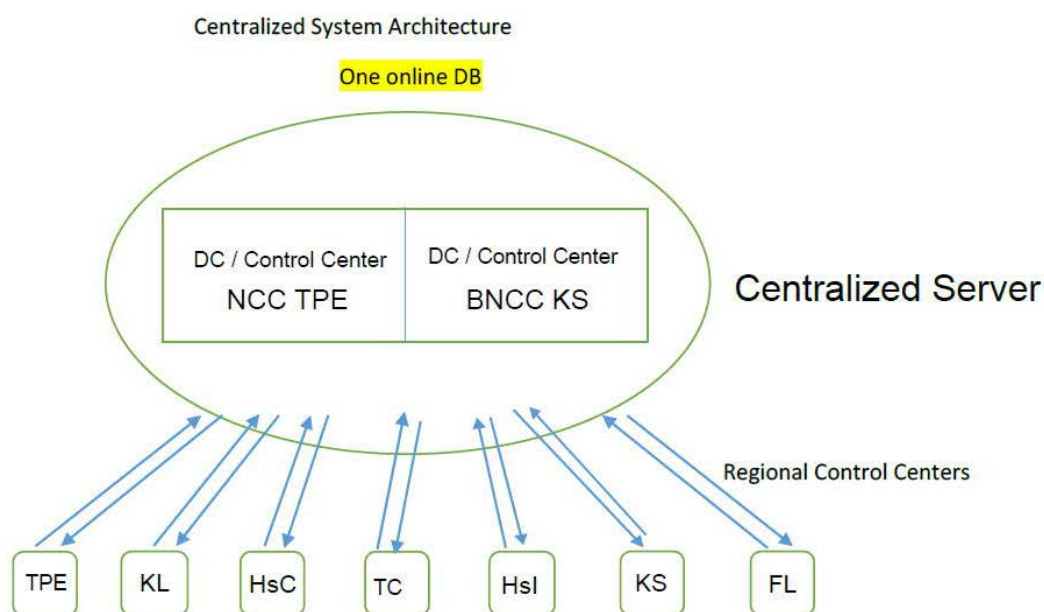 Centralized System Architecture
One online DB
DC / Control Center
NCC TPE
DC / Control Center
BNCC KS
Centralized Server
Regional Control Centers
TPE
KL
HsC
TC
HsI
KS
FL